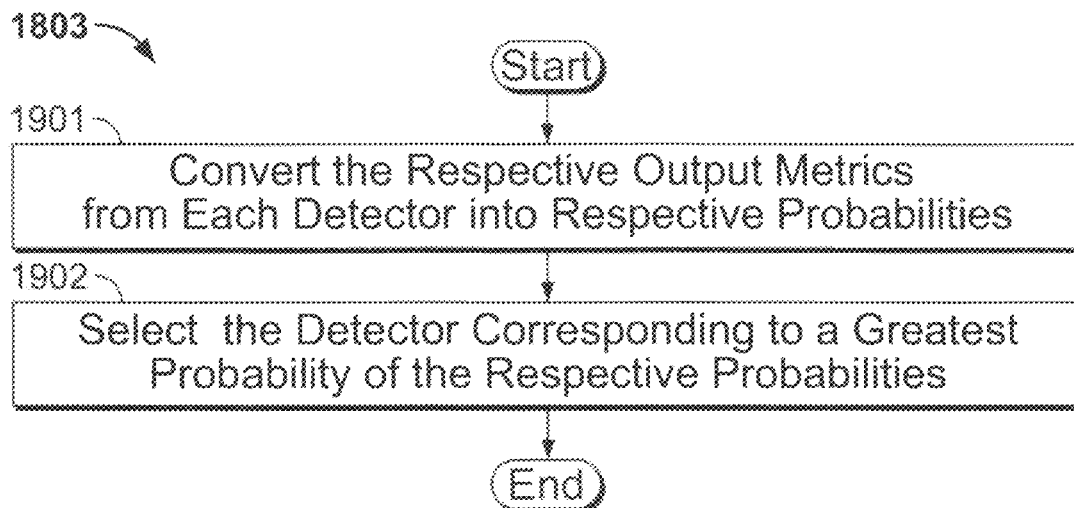 1803
Start
1901
Convert the Respective Output Metrics
from Each Detector into Respective Probabilities
1902
Select the Detector Corresponding to a Greatest
Probability of the Respective Probabilities
End